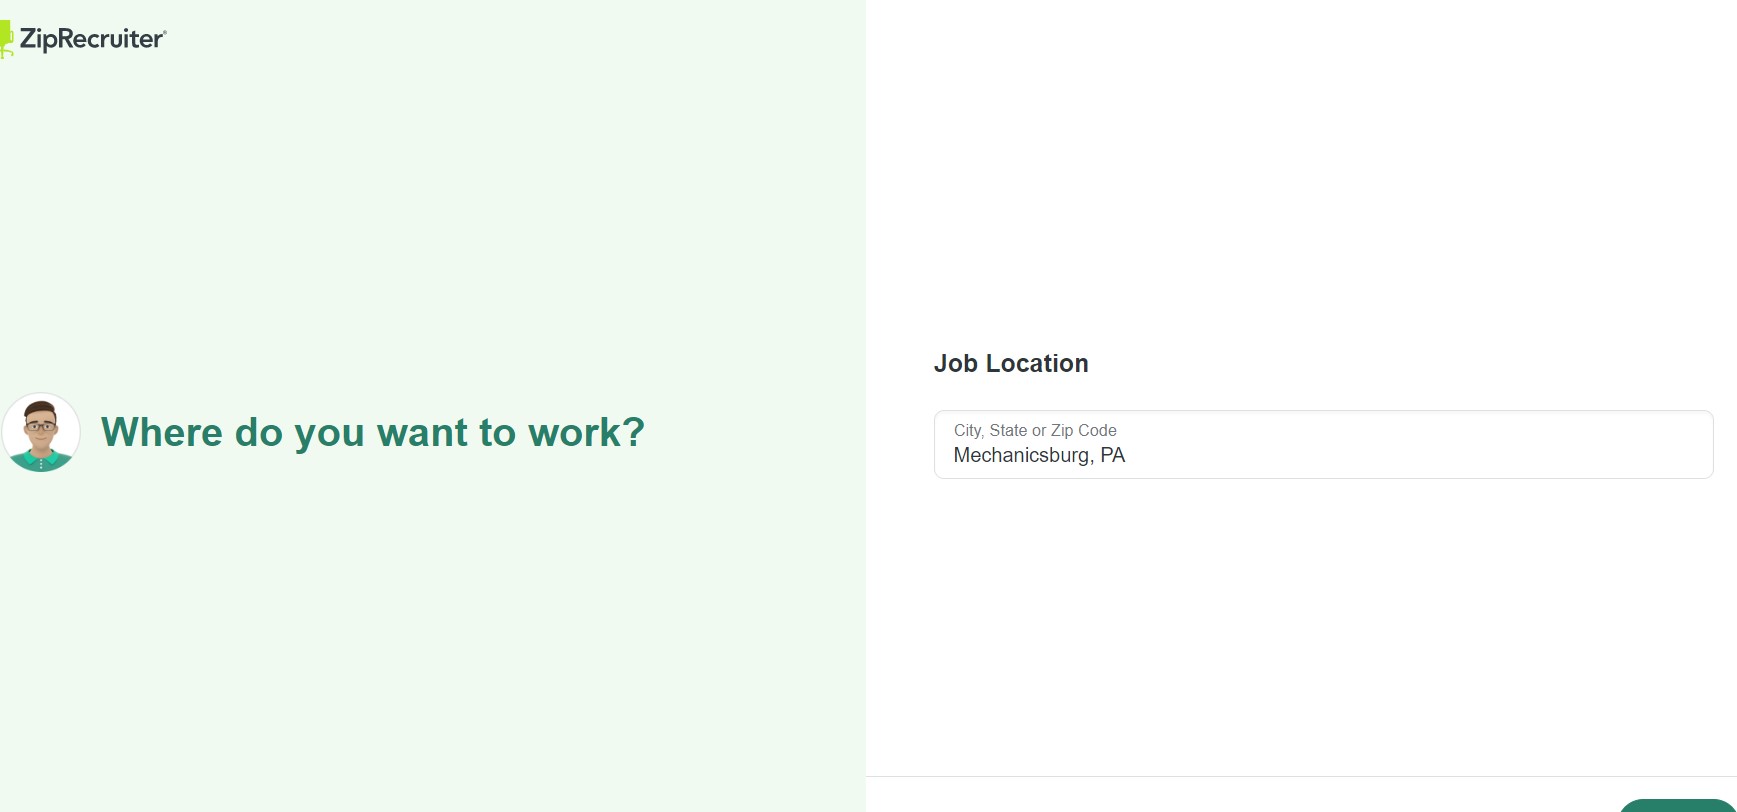 ZipRecruiter®
Where do you want to work?
Job Location
City, State or Zip Code
Mechanicsburg, PA